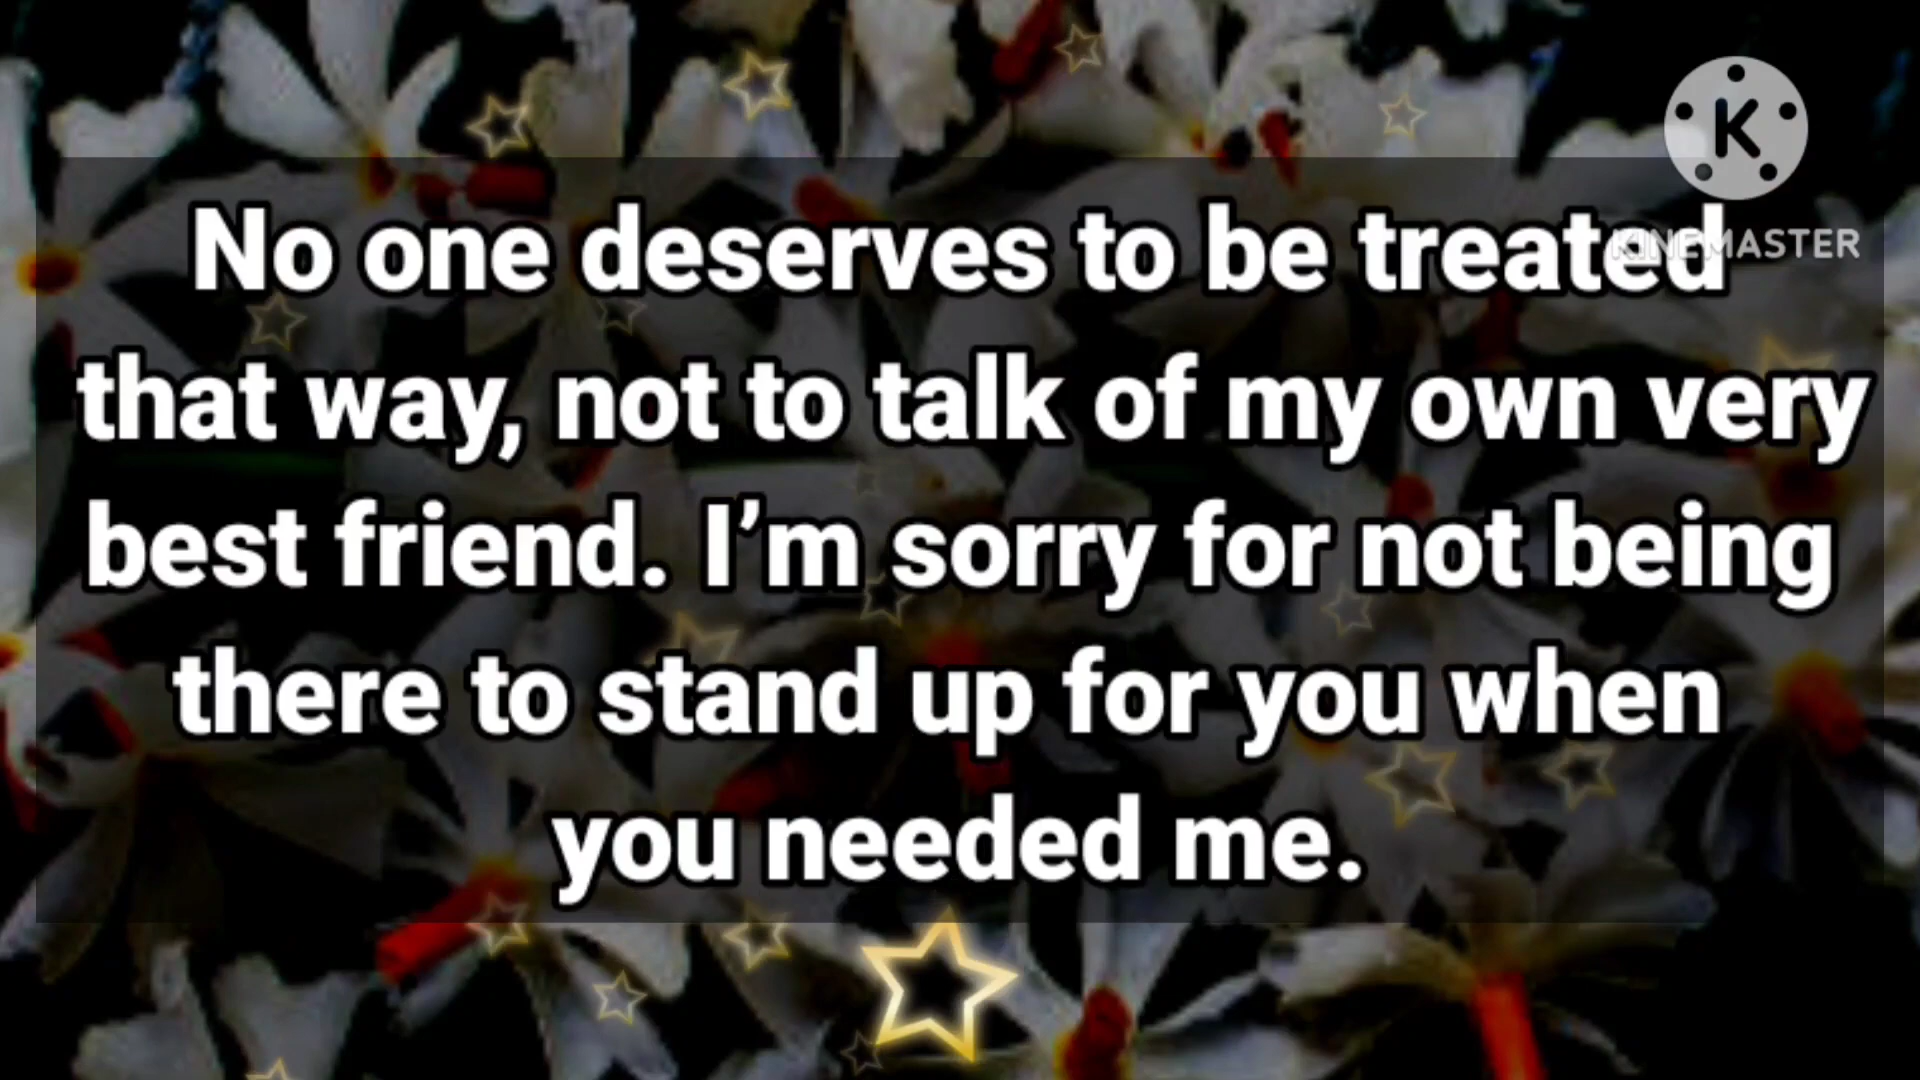 K
KINEMASTER
No one deserves to be treated
that way, not to talk of my own very
best friend. I’m sorry for not being
there to stand up for you when
you needed me.